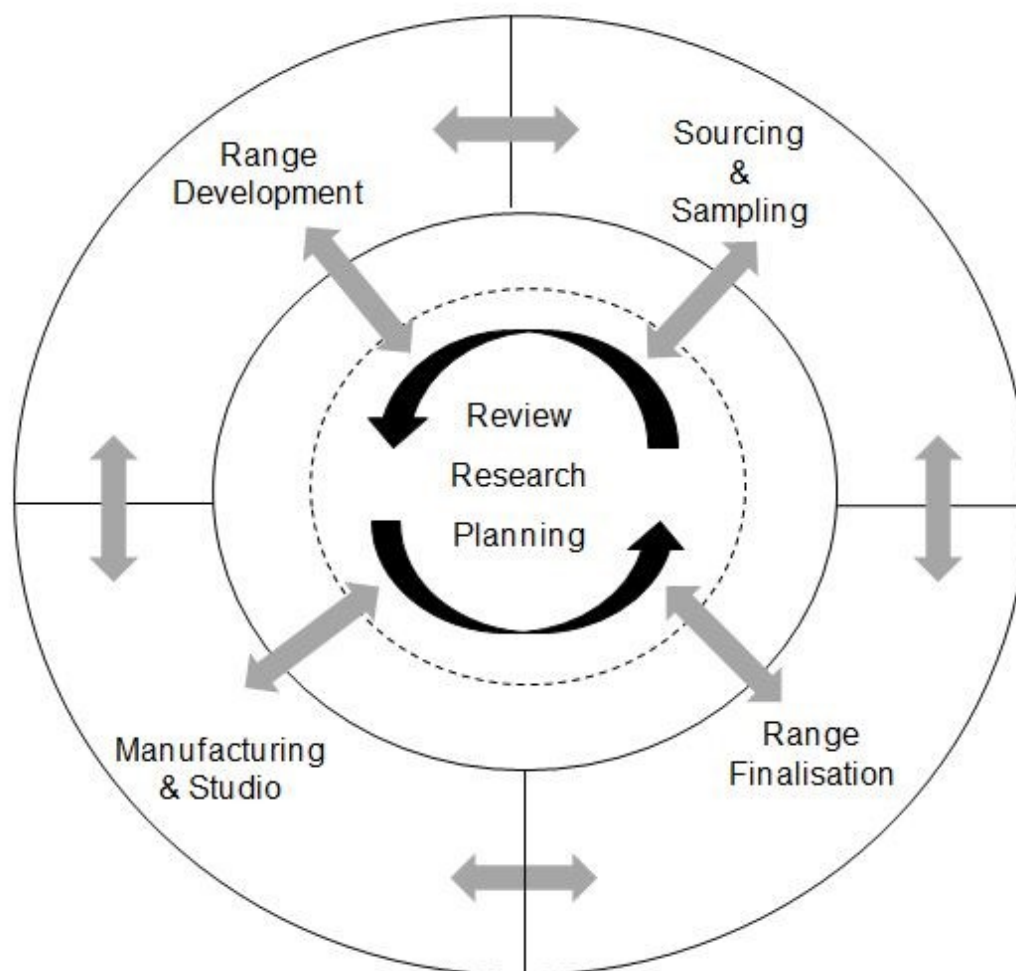 Range
Development
Sourcing
&
Sampling
Review
Research
Planning
Manufacturing
& Studio
Range
Finalisation